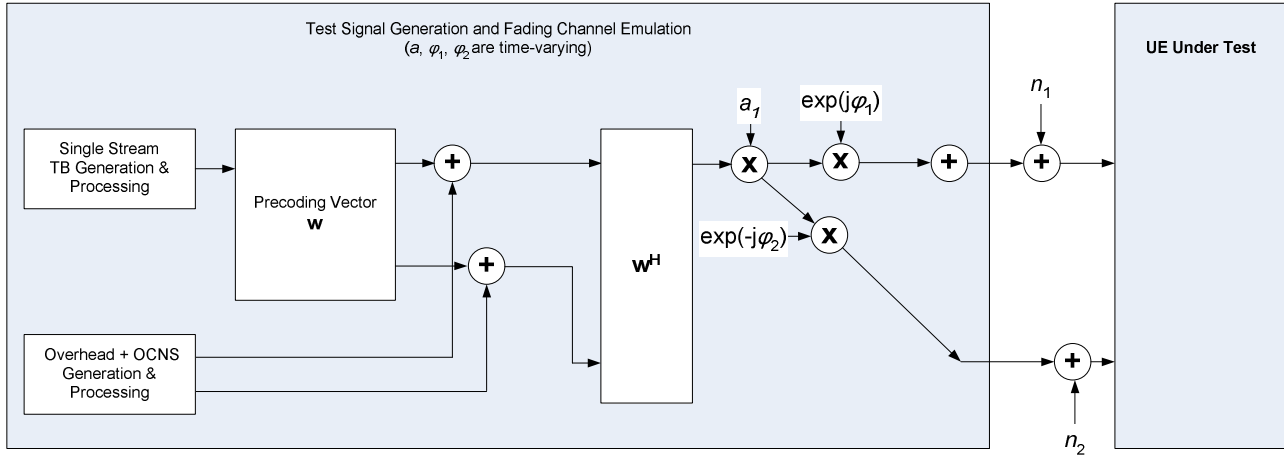 Test Signal Generation and Fading Channel Emulation
(a, φ1, φ2 are time-varying)
UE Under Test
n1
a1
exp(jφ1)
Single Stream
TB Generation &
Processing
+
x
x
+
+
Precoding Vector
w
exp(-jφ2)
x
+
wH
Overhead + OCNS
Generation &
Processing
+
n2